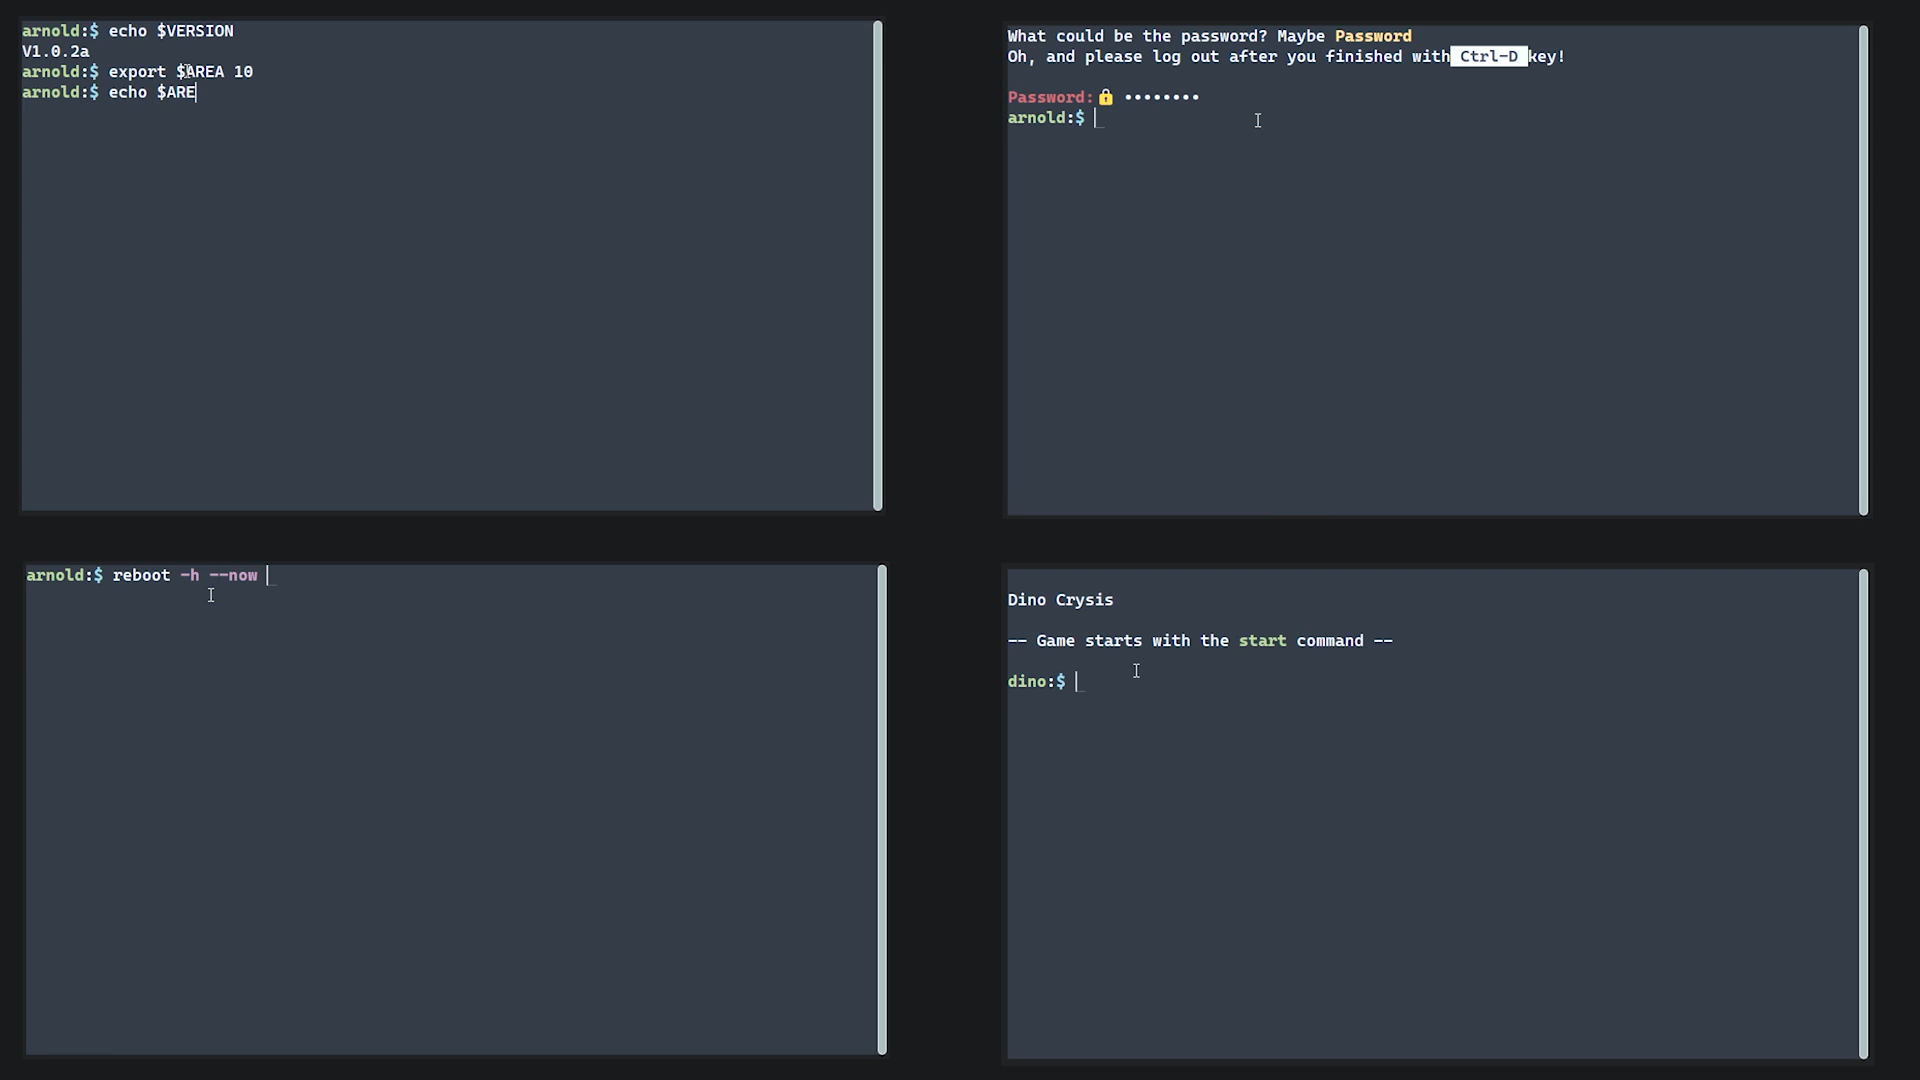 arnold:$ echo $VERSION
V1.0.2a
arnold:$ export $AREA 10
arnold:$ echo $ARE
What could be the password? Maybe Password
Oh, and please log out after you finished with Ctrl-D key!
Password:🔒 ••••••••
arnold:$
arnold:$ reboot -h --now
Dino Crysis
-- Game starts with the start command --
dino:$